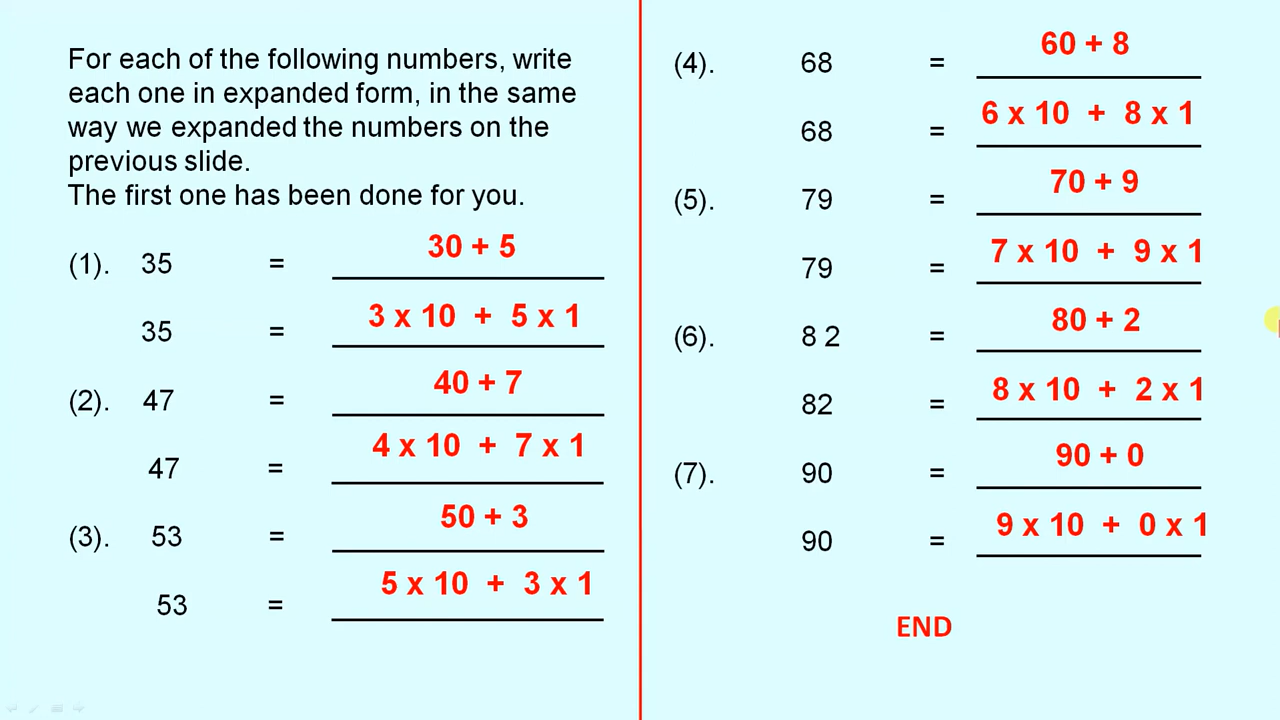 For each of the following numbers, write
each one in expanded form, in the same
way we expanded the numbers on the
previous slide.
The first one has been done for you.
(1). 35 = 30 + 5
35 = 3 x 10 + 5 x 1
(2). 47 = 40 + 7
47 = 4 x 10 + 7 x 1
(3). 53 = 50 + 3
53 = 5 x 10 + 3 x 1
(4). 68 = 60 + 8
68 = 6 x 10 + 8 x 1
(5). 79 = 70 + 9
79 = 7 x 10 + 9 x 1
(6). 8 2 = 80 + 2
82 = 8 x 10 + 2 x 1
(7). 90 = 90 + 0
90 = 9 x 10 + 0 x 1
END